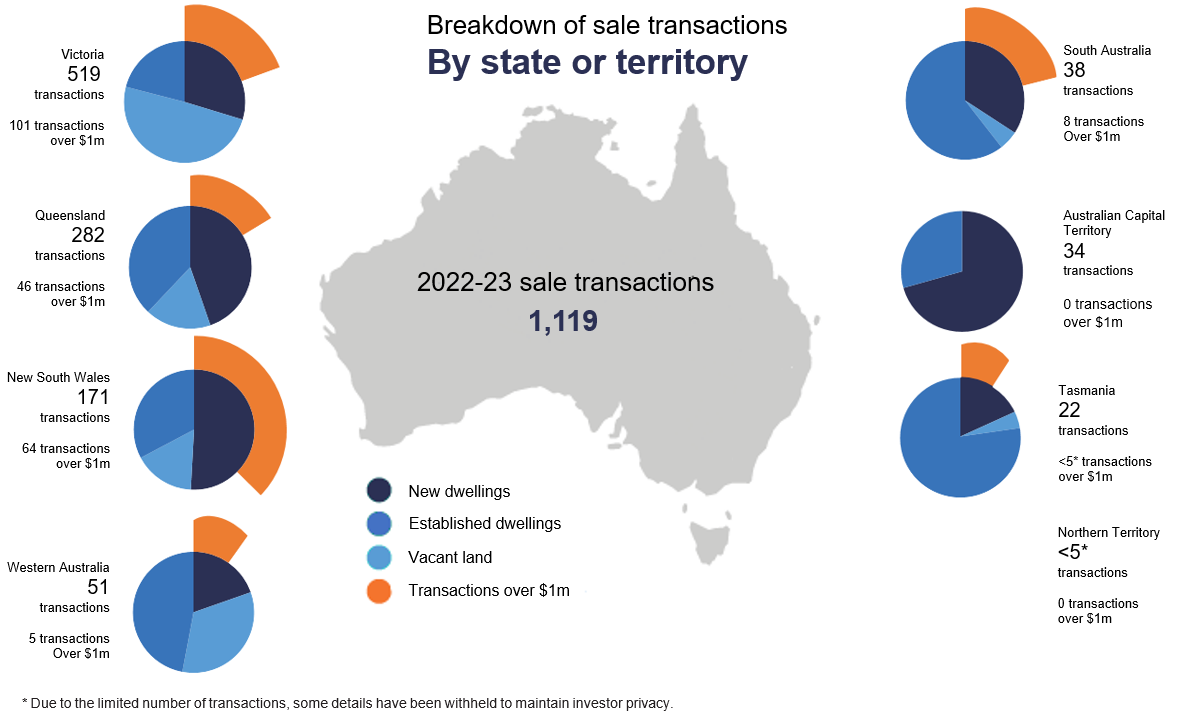 Breakdown of sale transactions
By state or territory
Victoria
519
transactions
101 transactions
over $1m
Queensland
282
transactions
46 transactions
over $1m
New South Wales
171
transactions
64 transactions
over $1m
Western Australia
51
transactions
5 transactions
Over $1m
2022-23 sale transactions
1,119
New dwellings
Established dwellings
Vacant land
Transactions over $1m
South Australia
38
transactions
8 transactions
Over $1m
Australian Capital
Territory
34
transactions
0 transactions
over $1m
Tasmania
22
transactions
<5* transactions
over $1m
Northern Territory
<5*
transactions
0 transactions
over $1m
* Due to the limited number of transactions, some details have been withheld to maintain investor privacy.